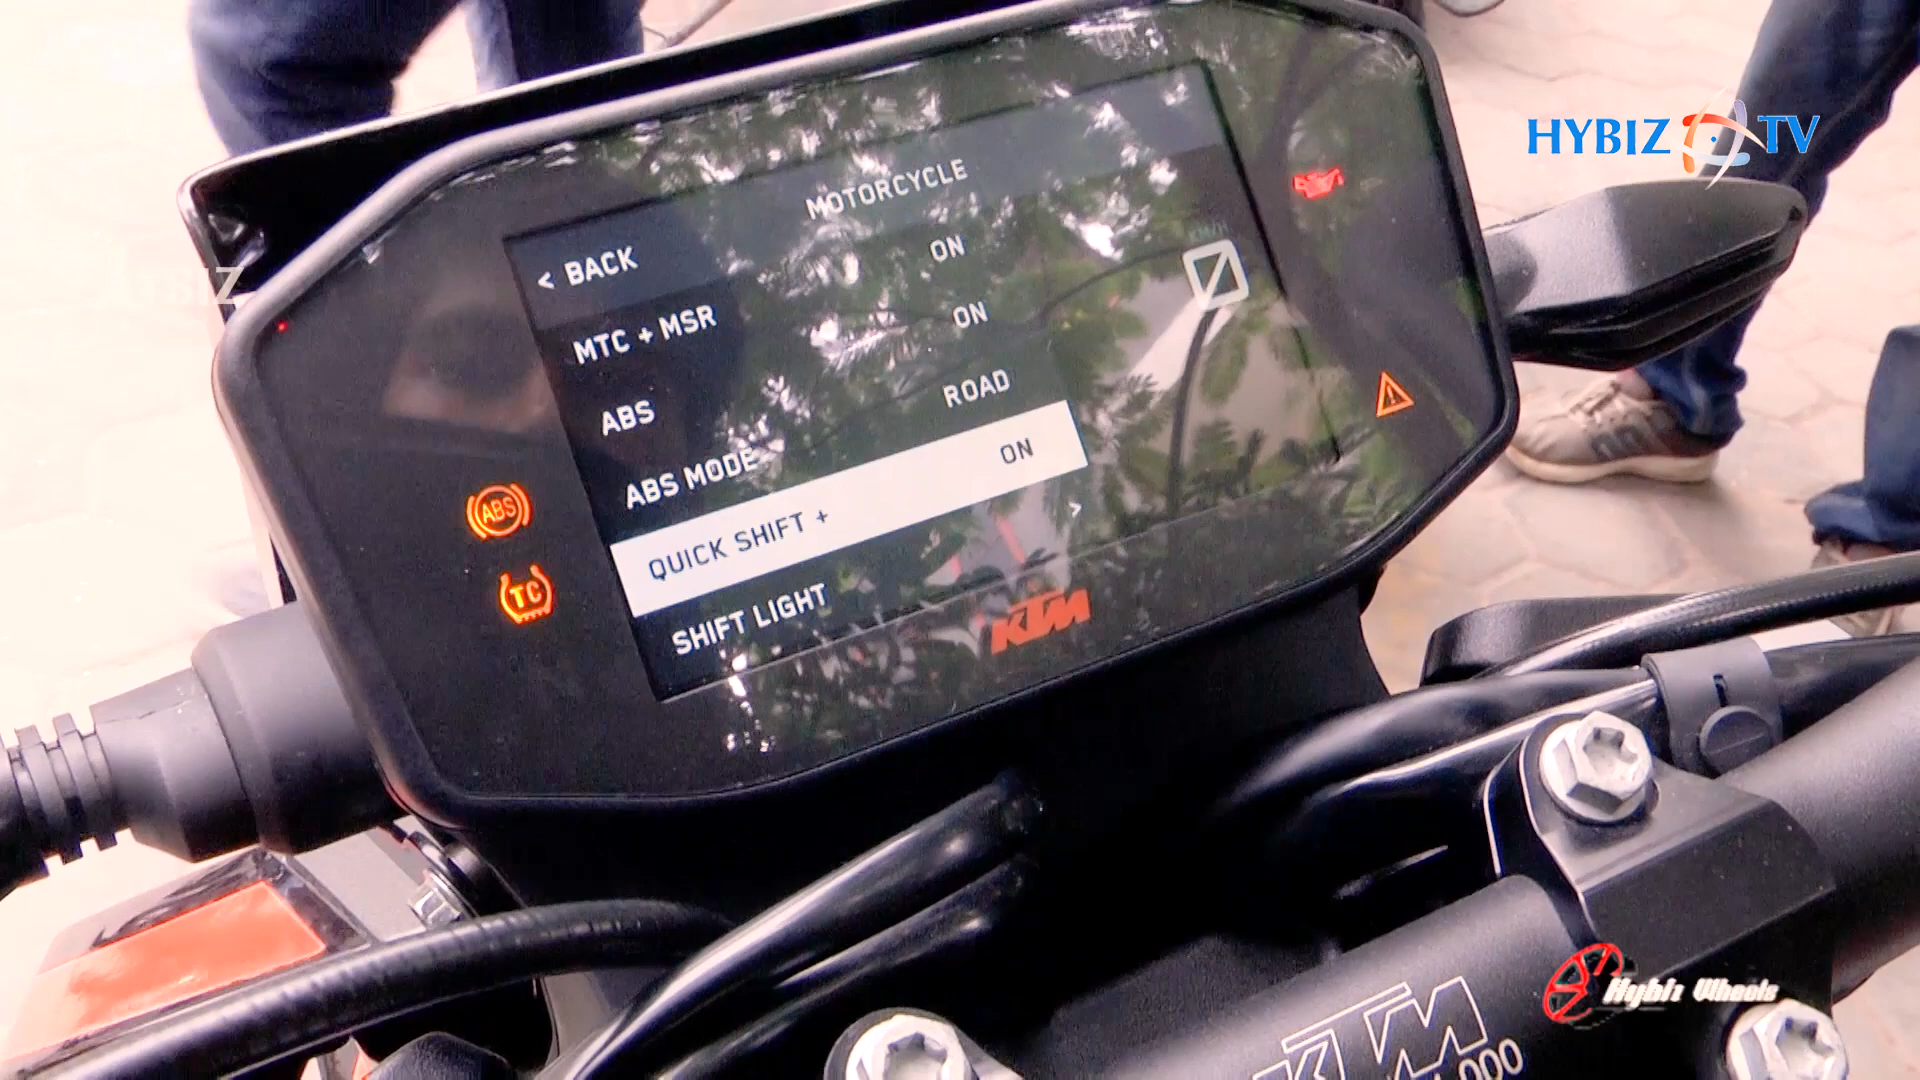 HYBIZ TV
MOTORCYCLE
< BACK
MTC + MSR ON
ABS ON
ABS MODE ROAD
QUICK SHIFT + ON
SHIFT LIGHT >
ABS
TC
KTM
Hybiz Wheels
KTM